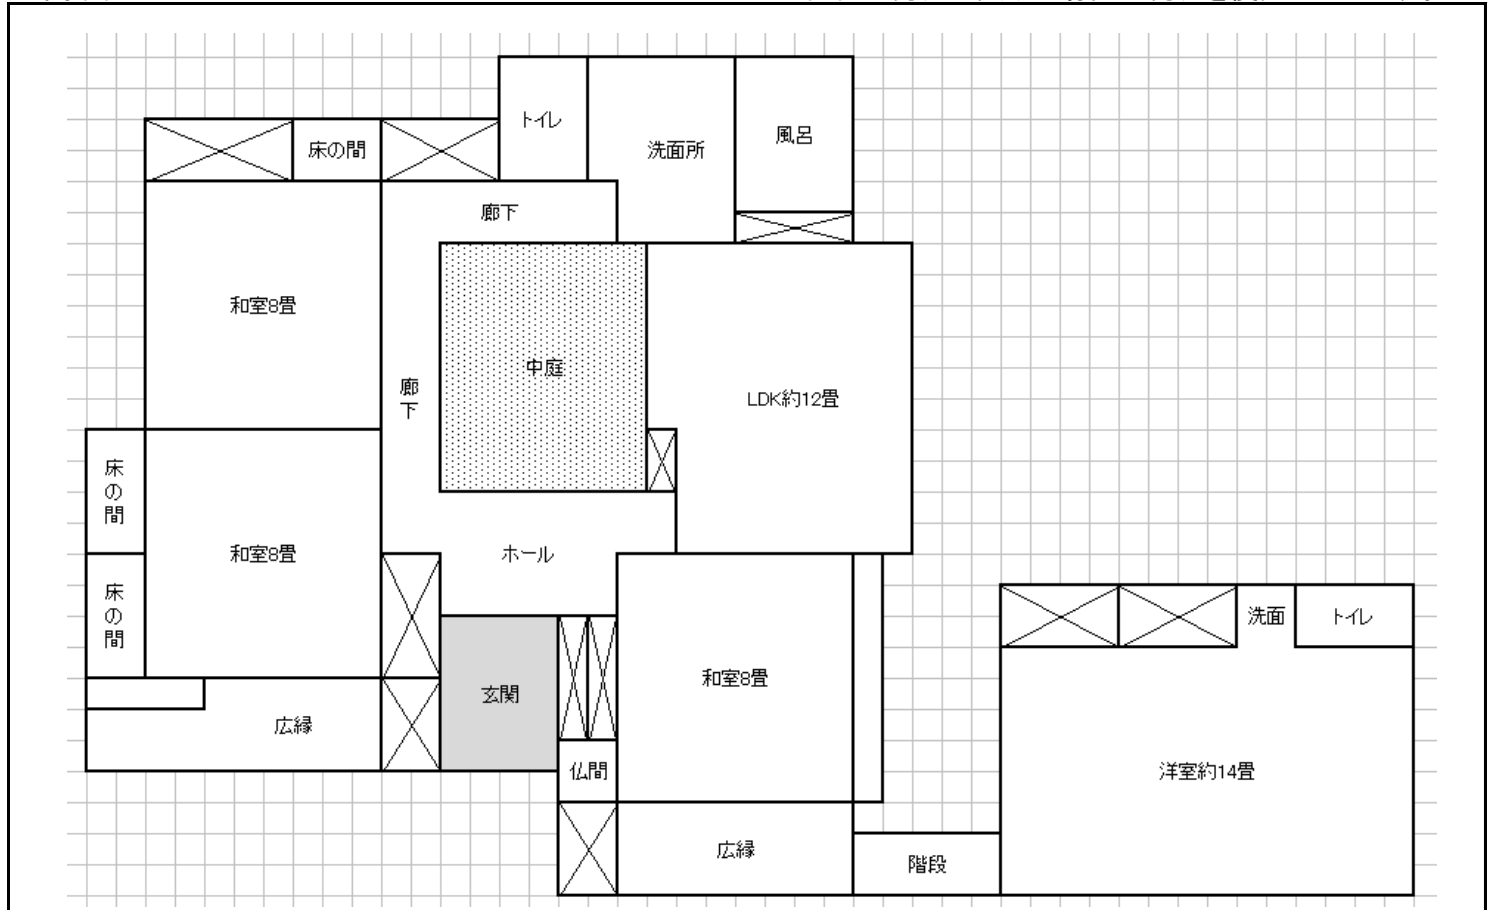 トイレ
洗面所
風呂
床の間
廊下
和室8畳
中庭
廊下
LDK約12畳
床の間
和室8畳
ホール
床の間
洗面
トイレ
和室8畳
玄関
広縁
仏間
洋室約14畳
広縁
階段